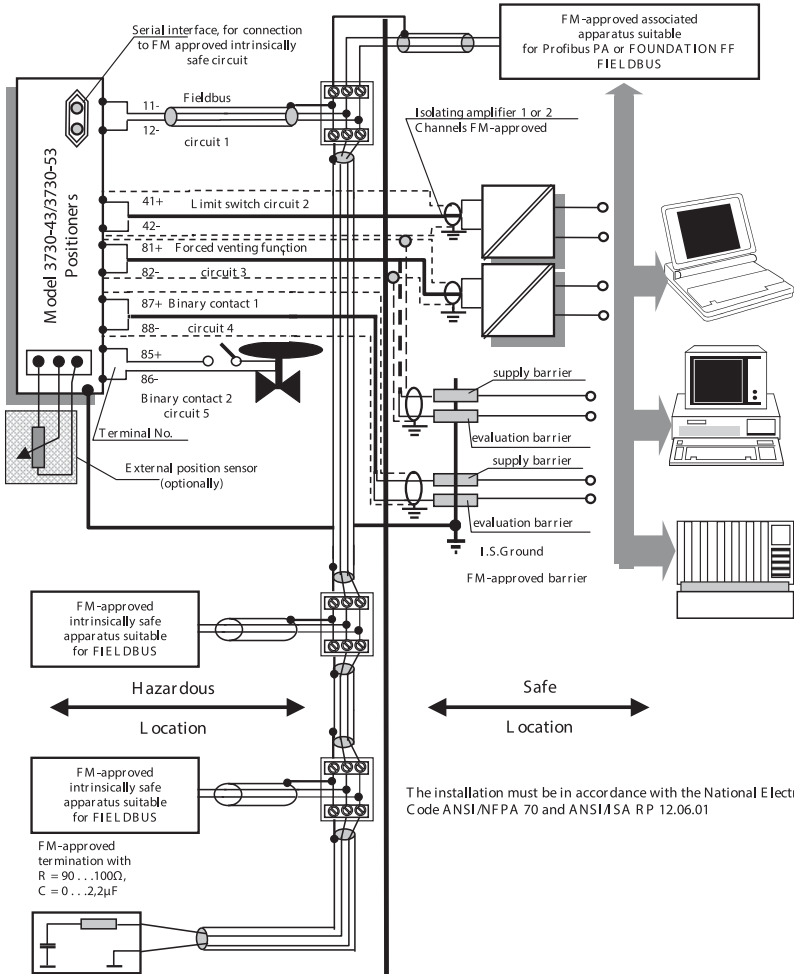 Serial interface, for connection
to FM approved intrinsically
safe circuit
FM-approved associated
apparatus suitable
for Profibus PA or FOUNDATION FF
FIELDBUS
Model 3730-43/3730-53
Positioners
11-
Fieldbus
12-
circuit 1
Isolating amplifier 1 or 2
Channels FM-approved
41+
Limit switch circuit 2
42-
81+
Forced venting function
82-
circuit 3
87+
Binary contact 1
88-
circuit 4
85+
86-
Binary contact 2
circuit 5
Terminal No.
External position sensor
(optionally)
supply barrier
evaluation barrier
supply barrier
evaluation barrier
I.S.Ground
FM-approved barrier
FM-approved
intrinsically safe
apparatus suitable
for FIELDBUS
Hazardous
Location
Safe
Location
FM-approved
intrinsically safe
apparatus suitable
for FIELDBUS
The installation must be in accordance with the National Electr
Code ANSI/NFPA 70 and ANSI/ISA RP 12.06.01
FM-approved
termination with
R = 90 . . .100Ω,
C = 0 . . .2,2µF